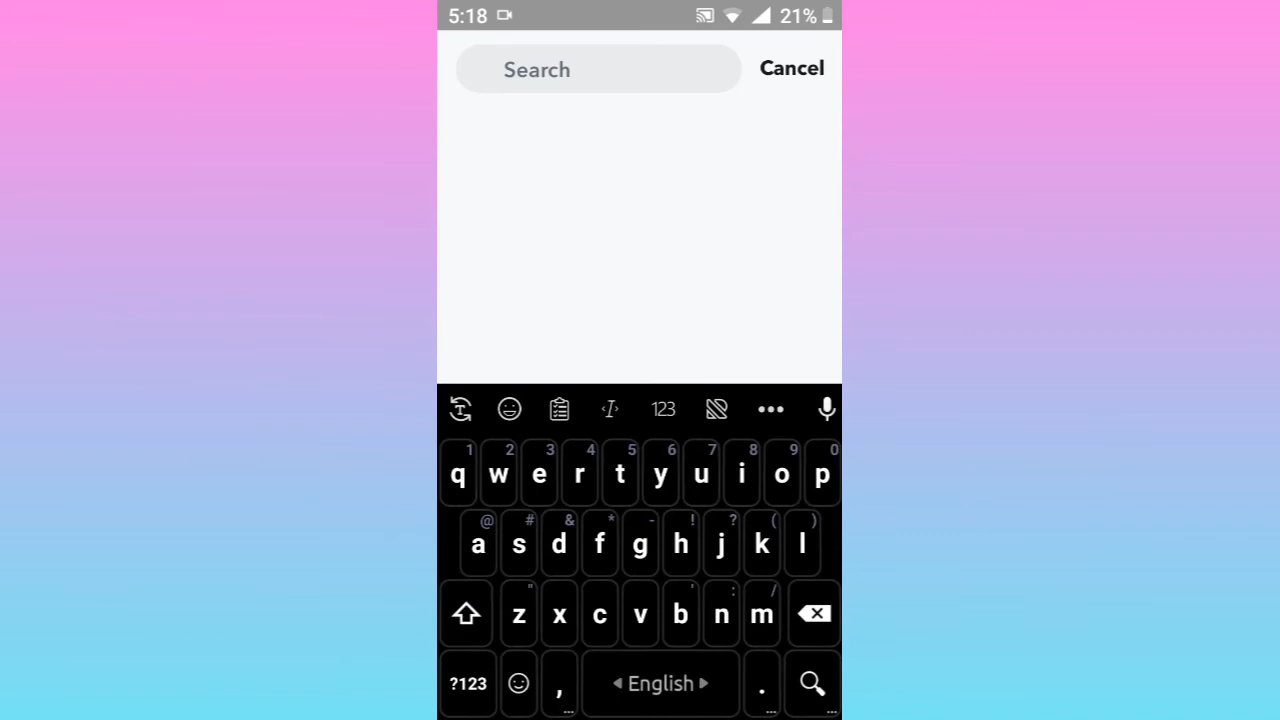 5:18 21%
Search Cancel
123
1 2 3 4 5 6 7 8 9 0
q w e r t y u i o p
@ # & * - ! ? ( )
a s d f g h j k l
" ' : /
z x c v b n m
?123 , English .